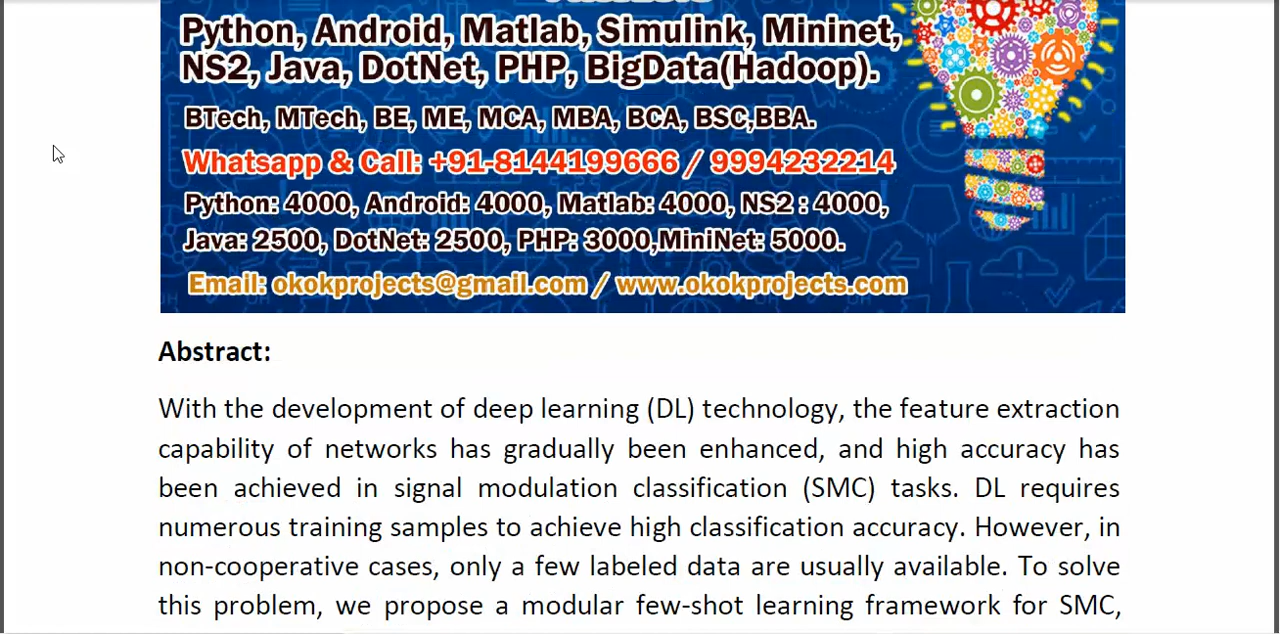 Python, Android, Matlab, Simulink, Mininet,
NS2, Java, DotNet, PHP, BigData(Hadoop).
BTech, MTech, BE, ME, MCA, MBA, BCA, BSC,BBA.
Whatsapp & Call: +91-8144199666 / 9994232214
Python: 4000, Android: 4000, Matlab: 4000, NS2 : 4000,
Java: 2500, DotNet: 2500, PHP: 3000,MiniNet: 5000.
Email: okokprojects@gmail.com / www.okokprojects.com
Abstract:
With the development of deep learning (DL) technology, the feature extraction
capability of networks has gradually been enhanced, and high accuracy has
been achieved in signal modulation classification (SMC) tasks. DL requires
numerous training samples to achieve high classification accuracy. However, in
non-cooperative cases, only a few labeled data are usually available. To solve
this problem, we propose a modular few-shot learning framework for SMC,